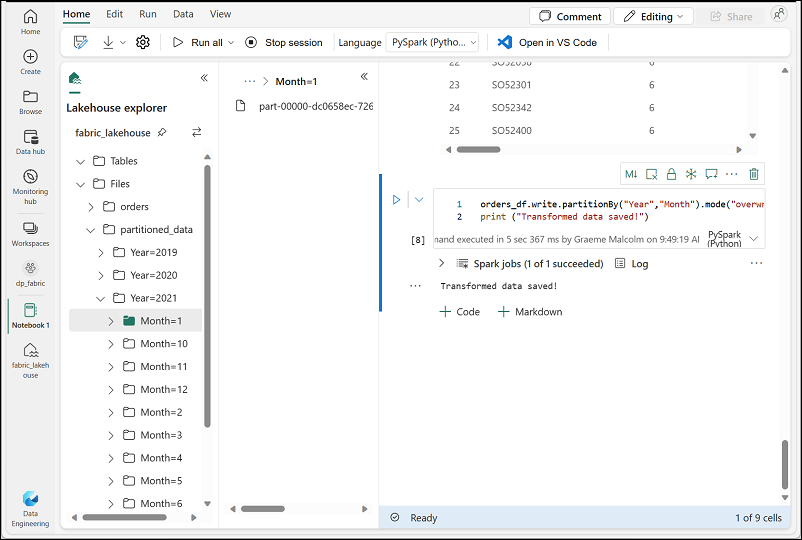 Home
Edit
Run
Data
View
Comment
Editing
Share
Run all
Stop session
Language
PySpark (Pytho...
Open in VS Code
Home
Create
Browse
Data hub
Monitoring
hub
Workspaces
dp_fabric
Notebook 1
fabric_lakeh
ouse
Data
Engineering
Lakehouse explorer
fabric_lakehouse
Tables
Files
orders
partitioned_data
Year=2019
Year=2020
Year=2021
Month=1
Month=10
Month=11
Month=12
Month=2
Month=3
Month=4
Month=5
Month=6
... > Month=1
part-00000-dc0658ec-726
22 6
23 SO52301 6
24 SO52342 6
25 SO52400 6
M↓
1 orders_df.write.partitionBy("Year","Month").mode("overw
2 print ("Transformed data saved!")
[8]
mand executed in 5 sec 367 ms by Graeme Malcolm on 9:49:19 AM
PySpark
(Python)
Spark jobs (1 of 1 succeeded)
Log
Transformed data saved!
+ Code
+ Markdown
Ready
1 of 9 cells